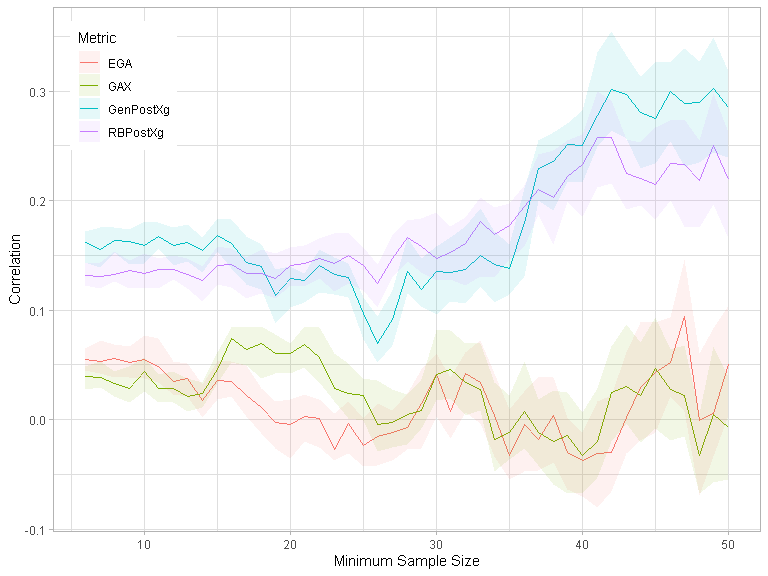 Metric
EGA
GAX
GenPostXg
RBPostXg
Correlation
0.3
0.2
0.1
0.0
-0.1
10
20
30
40
50
Minimum Sample Size